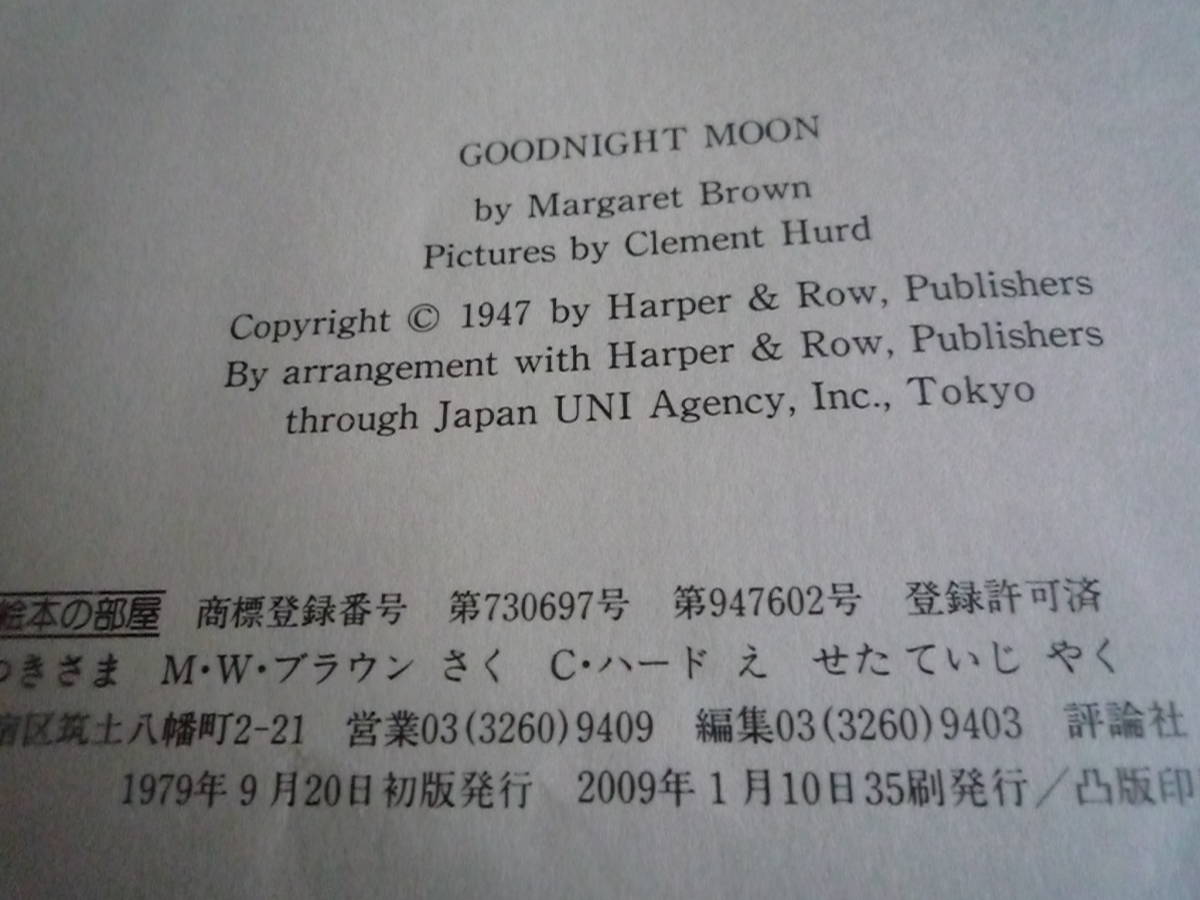 GOODNIGHT MOON
by Margaret Brown
Pictures by Clement Hurd
Copyright © 1947 by Harper & Row, Publishers
By arrangement with Harper & Row, Publishers
through Japan UNI Agency, Inc., Tokyo
絵本の部屋 商標登録番号 第730697号 第947602号 登録許可済
つきさま M・W・ブラウン さく C・ハード え せた ていじ やく
宿区筑土八幡町2-21 営業03(3260)9409 編集03(3260)9403 評論社
1979年9月20日初版発行 2009年1月10日35刷発行／凸版印